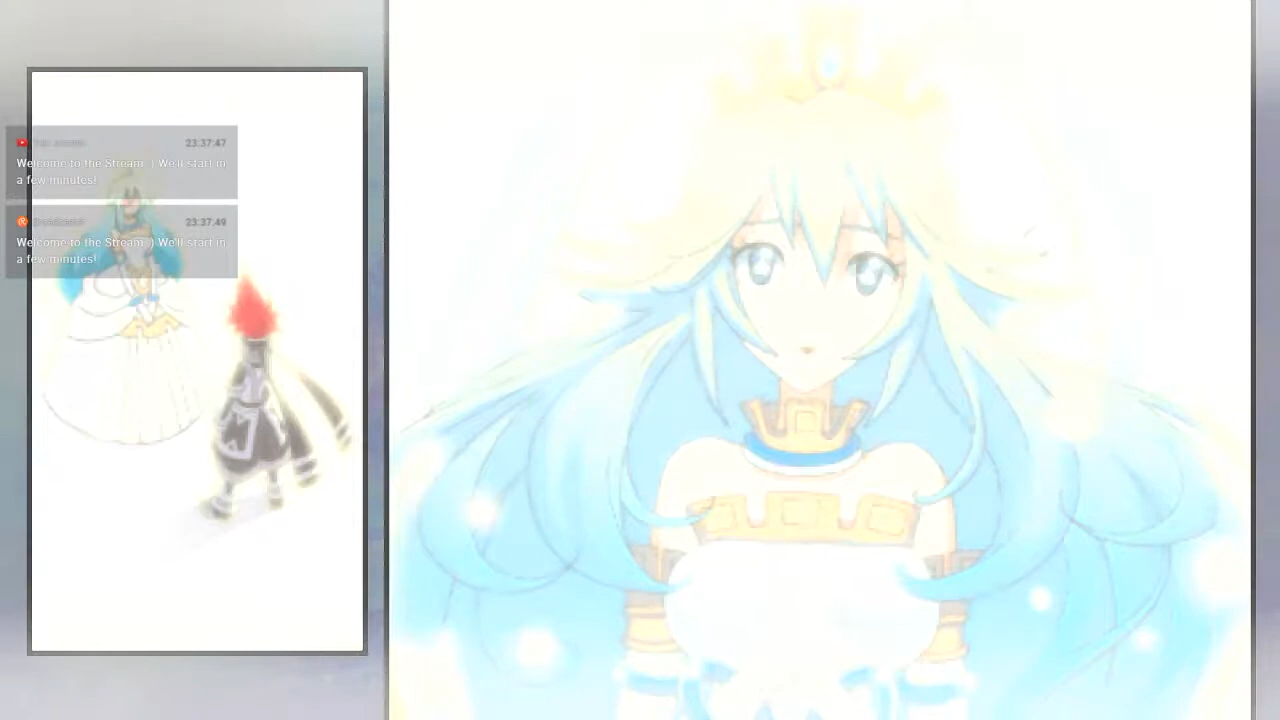 23:37:47
Welcome to the Stream :) We'll start in
a few minutes!
23:37:49
Welcome to the Stream :) We'll start in
a few minutes!